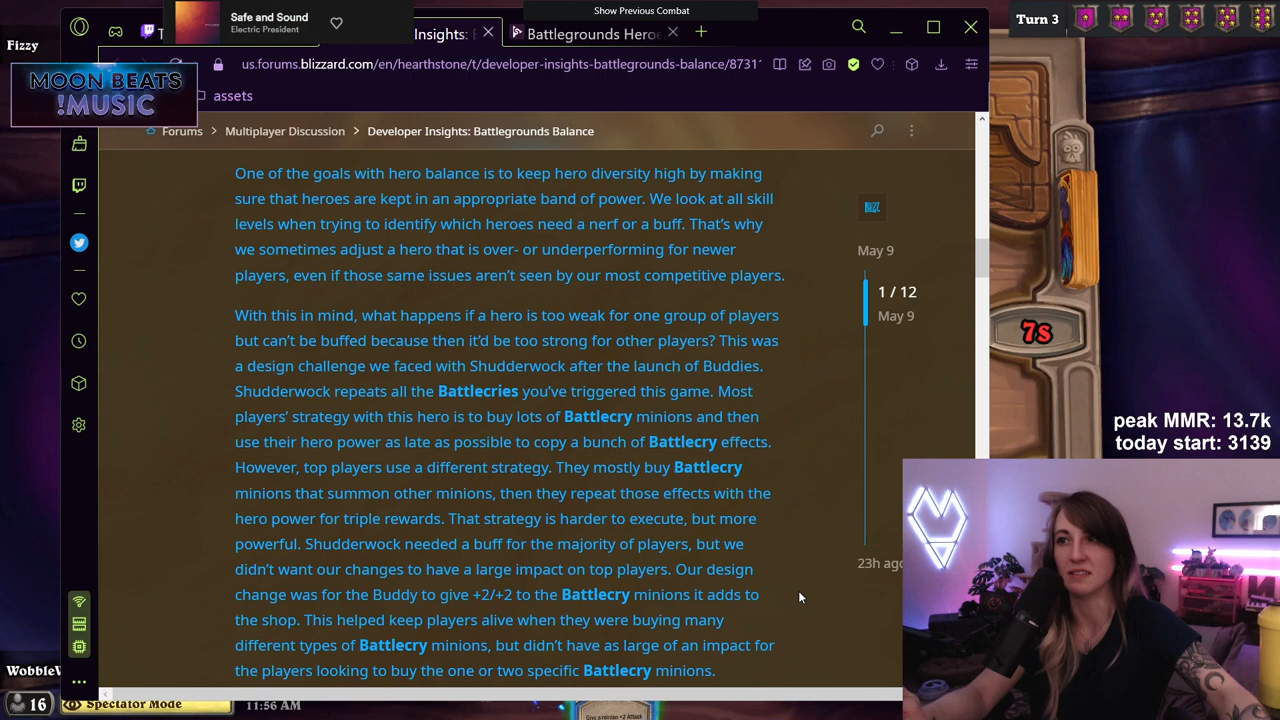 Show Previous Combat
Safe and Sound
Electric President
Insights:
Battlegrounds Heroe
Turn 3
Fizzy
us.forums.blizzard.com/en/hearthstone/t/developer-insights-battlegrounds-balance/8731
MOON BEATS
!MUSIC
assets
Forums > Multiplayer Discussion > Developer Insights: Battlegrounds Balance
One of the goals with hero balance is to keep hero diversity high by making
sure that heroes are kept in an appropriate band of power. We look at all skill
levels when trying to identify which heroes need a nerf or a buff. That's why
we sometimes adjust a hero that is over- or underperforming for newer
players, even if those same issues aren't seen by our most competitive players.
With this in mind, what happens if a hero is too weak for one group of players
but can't be buffed because then it'd be too strong for other players? This was
a design challenge we faced with Shudderwock after the launch of Buddies.
Shudderwock repeats all the Battlecries you've triggered this game. Most
players' strategy with this hero is to buy lots of Battlecry minions and then
use their hero power as late as possible to copy a bunch of Battlecry effects.
However, top players use a different strategy. They mostly buy Battlecry
minions that summon other minions, then they repeat those effects with the
hero power for triple rewards. That strategy is harder to execute, but more
powerful. Shudderwock needed a buff for the majority of players, but we
didn't want our changes to have a large impact on top players. Our design
change was for the Buddy to give +2/+2 to the Battlecry minions it adds to
the shop. This helped keep players alive when they were buying many
different types of Battlecry minions, but didn't have as large of an impact for
the players looking to buy the one or two specific Battlecry minions.
BLIZZ
May 9
1 / 12
May 9
23h ago
7s
peak MMR: 13.7k
today start: 3139
WobbleW
16
Spectator Mode
11:56 AM
Give a minion +2 Attack